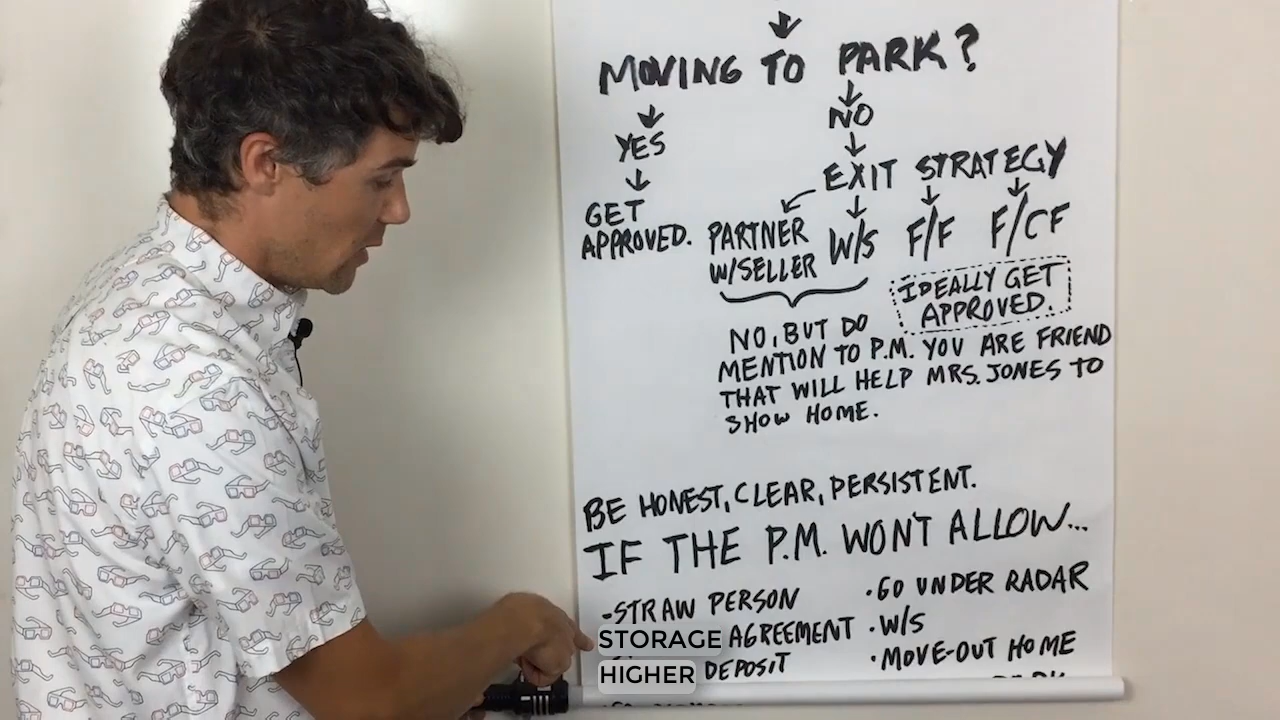 MOVING TO PARK?
YES
NO
EXIT STRATEGY
GET
APPROVED.
PARTNER
W/SELLER
W/S
F/F
F/CF
IDEALLY GET
APPROVED.
NO, BUT DO
MENTION TO P.M. YOU ARE FRIEND
THAT WILL HELP MRS. JONES TO
SHOW HOME.
BE HONEST, CLEAR, PERSISTENT.
IF THE P.M. WON'T ALLOW...
•STRAW PERSON
STORAGE AGREEMENT
HIGHER DEPOSIT
•GO UNDER RADAR
•W/S
•MOVE-OUT HOME